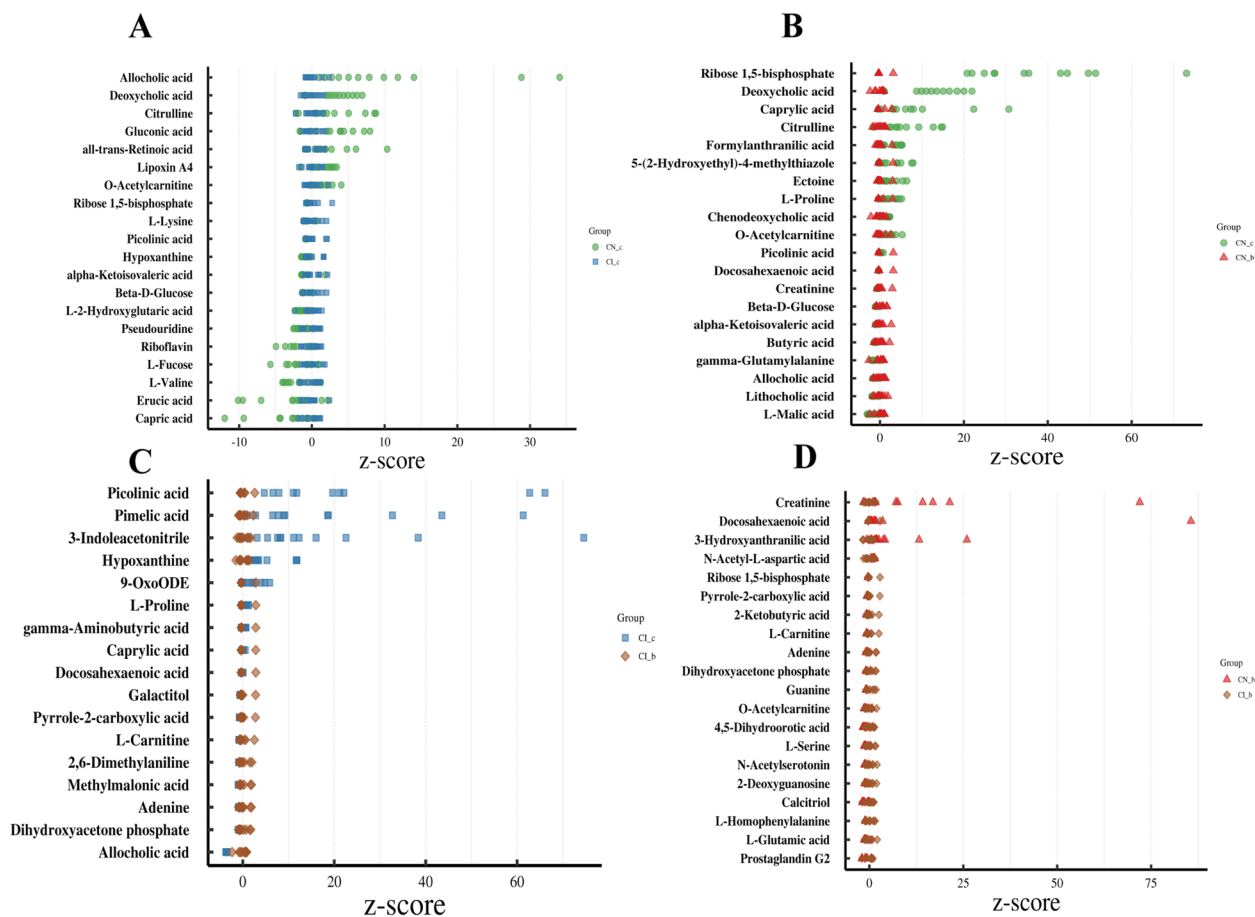 A
Allocholic acid
Deoxycholic acid
Citrulline
Gluconic acid
all-trans-Retinoic acid
Lipoxin A4
O-Acetylcarnitine
Ribose 1,5-bisphosphate
L-Lysine
Picolinic acid
Hypoxanthine
alpha-Ketoisovaleric acid
Beta-D-Glucose
L-2-Hydroxyglutaric acid
Pseudouridine
Riboflavin
L-Fucose
L-Valine
Erucic acid
Capric acid
-10 0 10 20 30
z-score
Group
CN_c
CI_c
B
Ribose 1,5-bisphosphate
Deoxycholic acid
Caprylic acid
Citrulline
Formylanthranilic acid
5-(2-Hydroxyethyl)-4-methylthiazole
Ectoine
L-Proline
Chenodeoxycholic acid
O-Acetylcarnitine
Picolinic acid
Docosahexaenoic acid
Creatinine
Beta-D-Glucose
alpha-Ketoisovaleric acid
Butyric acid
gamma-Glutamylalanine
Allocholic acid
Lithocholic acid
L-Malic acid
0 20 40 60
z-score
Group
CN_c
CN_b
C
Picolinic acid
Pimelic acid
3-Indoleacetonitrile
Hypoxanthine
9-OxoODE
L-Proline
gamma-Aminobutyric acid
Caprylic acid
Docosahexaenoic acid
Galactitol
Pyrrole-2-carboxylic acid
L-Carnitine
2,6-Dimethylaniline
Methylmalonic acid
Adenine
Dihydroxyacetone phosphate
Allocholic acid
0 20 40 60
z-score
Group
CI_c
CI_b
D
Creatinine
Docosahexaenoic acid
3-Hydroxyanthranilic acid
N-Acetyl-L-aspartic acid
Ribose 1,5-bisphosphate
Pyrrole-2-carboxylic acid
2-Ketobutyric acid
L-Carnitine
Adenine
Dihydroxyacetone phosphate
Guanine
O-Acetylcarnitine
4,5-Dihydroorotic acid
L-Serine
N-Acetylserotonin
2-Deoxyguanosine
Calcitriol
L-Homophenylalanine
L-Glutamic acid
Prostaglandin G2
0 25 50 75
z-score
Group
CN_b
CI_b